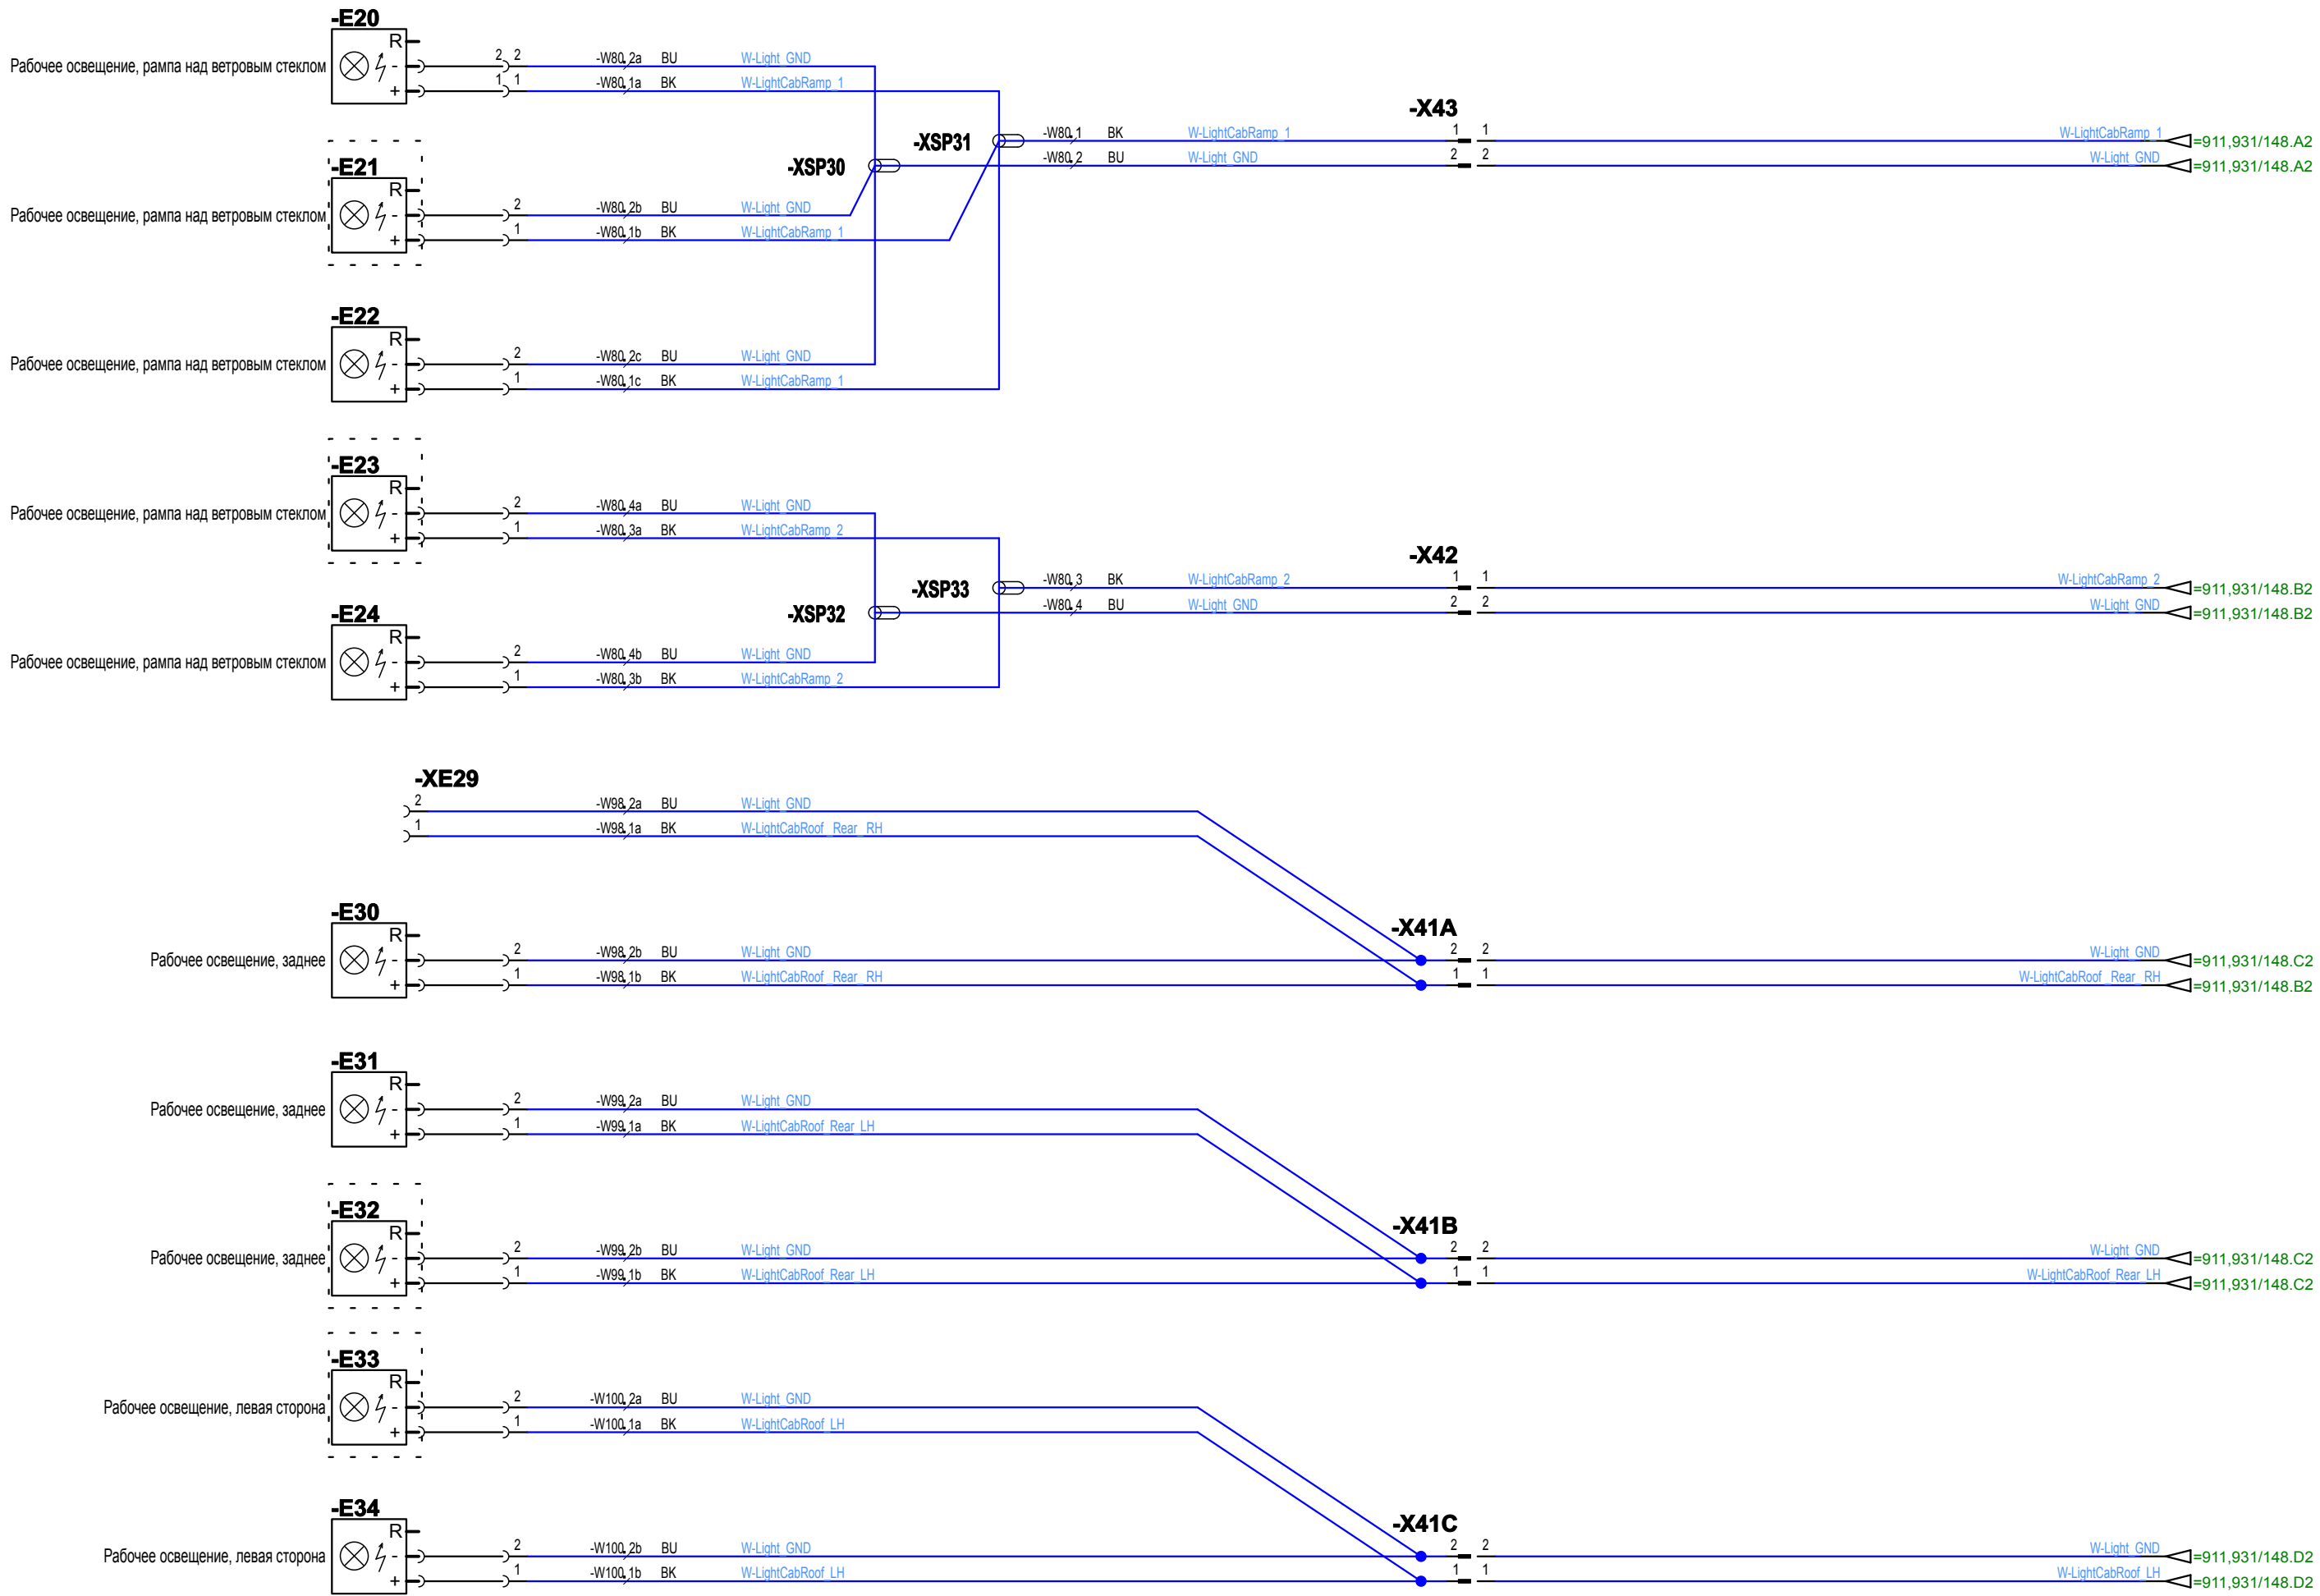 -E20
R
Рабочее освещение, рампа над ветровым стеклом
-
2 2
-W80.2a BU W-Light_GND
+
1 1
-W80.1a BK W-LightCabRamp_1
-X43
-XSP31
-W80.1 BK W-LightCabRamp_1
1 1
W-LightCabRamp_1
=911,931/148.A2
-XSP30
-W80.2 BU W-Light_GND
2 2
W-Light_GND
=911,931/148.A2
-E21
R
Рабочее освещение, рампа над ветровым стеклом
-
2
-W80.2b BU W-Light_GND
+
1
-W80.1b BK W-LightCabRamp_1
-E22
R
Рабочее освещение, рампа над ветровым стеклом
-
2
-W80.2c BU W-Light_GND
+
1
-W80.1c BK W-LightCabRamp_1
-E23
R
Рабочее освещение, рампа над ветровым стеклом
-
2
-W80.4a BU W-Light_GND
+
1
-W80.3a BK W-LightCabRamp_2
-X42
-XSP33
-W80.3 BK W-LightCabRamp_2
1 1
W-LightCabRamp_2
=911,931/148.B2
-XSP32
-W80.4 BU W-Light_GND
2 2
W-Light_GND
=911,931/148.B2
-E24
R
Рабочее освещение, рампа над ветровым стеклом
-
2
-W80.4b BU W-Light_GND
+
1
-W80.3b BK W-LightCabRamp_2
-XE29
2
-W98.2a BU W-Light_GND
1
-W98.1a BK W-LightCabRoof_Rear_RH
-E30
R
-X41A
Рабочее освещение, заднее
-
2
-W98.2b BU W-Light_GND
2 2
W-Light_GND
=911,931/148.C2
+
1
-W98.1b BK W-LightCabRoof_Rear_RH
1 1
W-LightCabRoof_Rear_RH
=911,931/148.B2
-E31
R
Рабочее освещение, заднее
-
2
-W99.2a BU W-Light_GND
+
1
-W99.1a BK W-LightCabRoof_Rear_LH
-E32
R
-X41B
Рабочее освещение, заднее
-
2
-W99.2b BU W-Light_GND
2 2
W-Light_GND
=911,931/148.C2
+
1
-W99.1b BK W-LightCabRoof_Rear_LH
1 1
W-LightCabRoof_Rear_LH
=911,931/148.C2
-E33
R
Рабочее освещение, левая сторона
-
2
-W100.2a BU W-Light_GND
+
1
-W100.1a BK W-LightCabRoof_LH
-E34
R
-X41C
Рабочее освещение, левая сторона
-
2
-W100.2b BU W-Light_GND
2 2
W-Light_GND
=911,931/148.D2
+
1
-W100.1b BK W-LightCabRoof_LH
1 1
W-LightCabRoof_LH
=911,931/148.D2